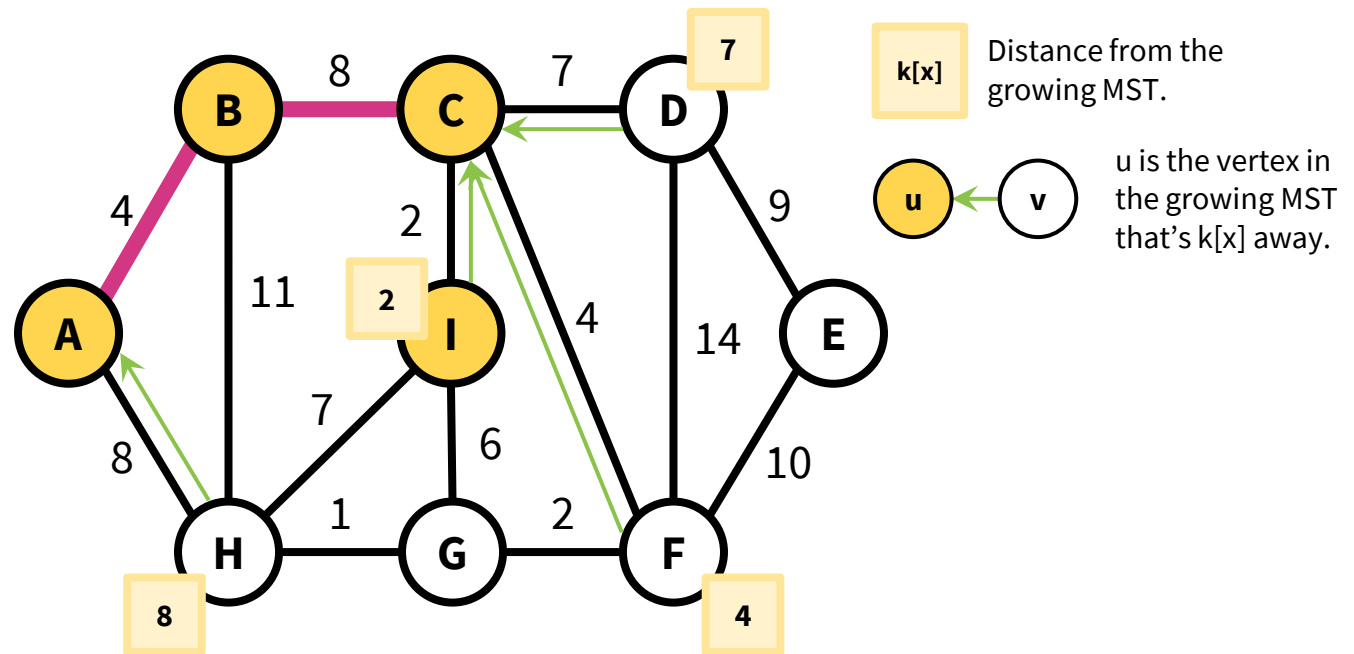 7
8
7
B
C
D
k[x]
Distance from the
growing MST.
4
2
9
u
v
u is the vertex in
the growing MST
that's k[x] away.
11
2
4
14
A
I
E
7
6
8
10
1
2
H
G
F
8
4